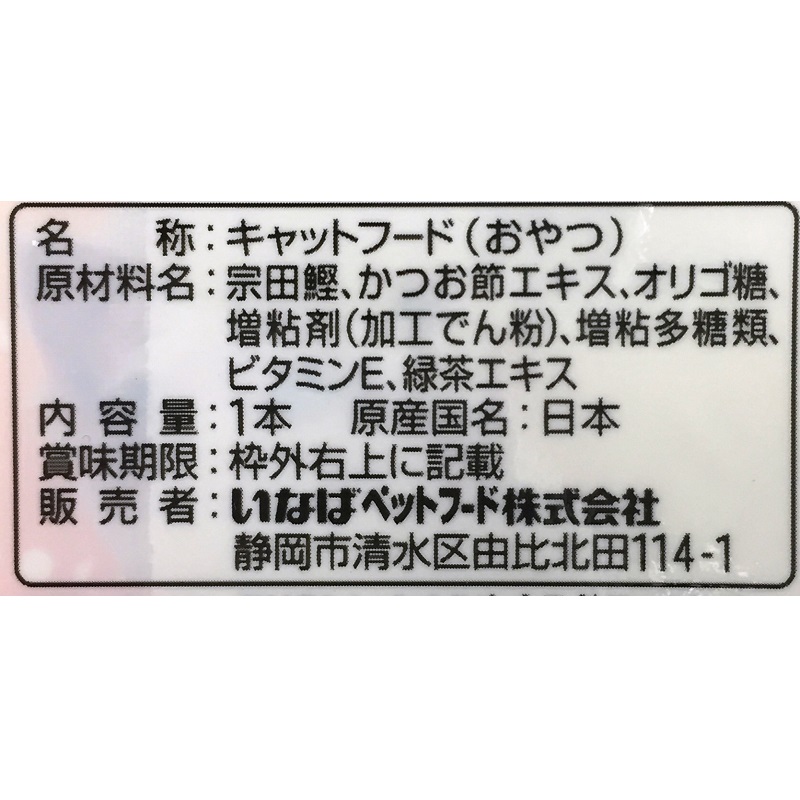 名称：キャットフード（おやつ）
原材料名：宗田鰹、かつお節エキス、オリゴ糖、
増粘剤（加工でん粉）、増粘多糖類、
ビタミンE、緑茶エキス
内容量：1本　原産国名：日本
賞味期限：枠外右上に記載
販売者：いなばペットフード株式会社
静岡市清水区由比北田114-1